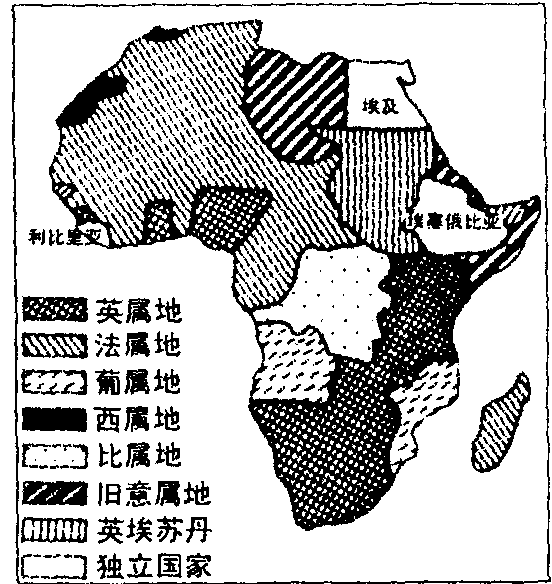 埃及
埃塞俄比亚
利比里亚
英属地
法属地
葡属地
西属地
比属地
旧意属地
英埃苏丹
独立国家